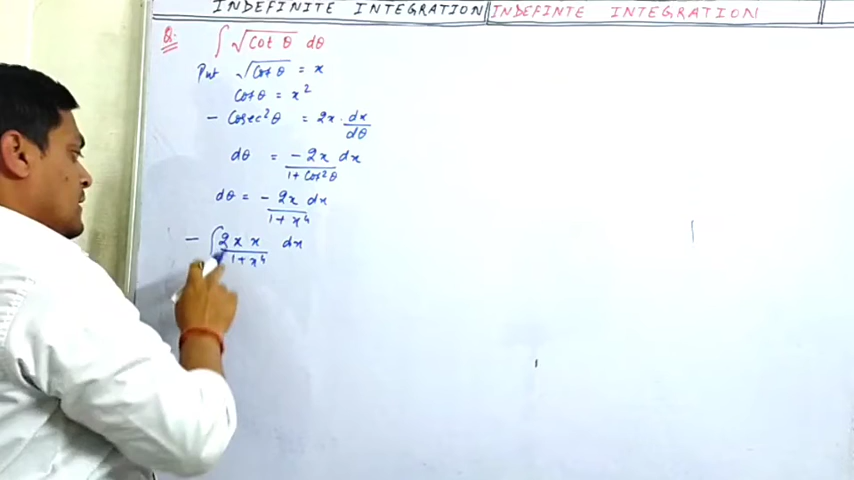 INDEFINITE INTEGRATION INDEFINTE INTEGRATION
Q. ∫ √Cot θ dθ
Put √Cot θ = x
Cot θ = x²
- Cosec²θ = 2x · dx/dθ
dθ = -2x/(1+Cot²θ) dx
dθ = - 2x dx/(1+x⁴)
- ∫ 2x x/(1+x⁴) dx